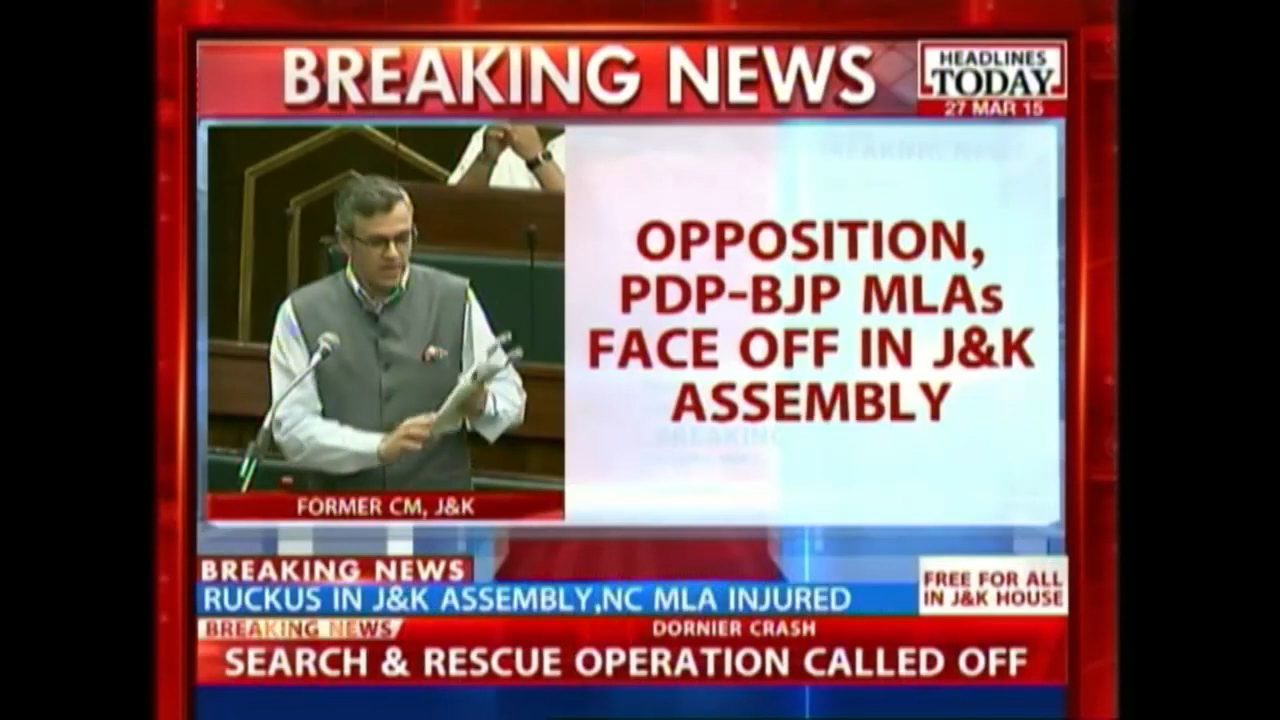 BREAKING NEWS
HEADLINES
TODAY
27 MAR 15
OPPOSITION,
PDP-BJP MLAs
FACE OFF IN J&K
ASSEMBLY
FORMER CM, J&K
BREAKING NEWS
RUCKUS IN J&K ASSEMBLY,NC MLA INJURED
FREE FOR ALL
IN J&K HOUSE
BREAKING NEWS
DORNIER CRASH
SEARCH & RESCUE OPERATION CALLED OFF